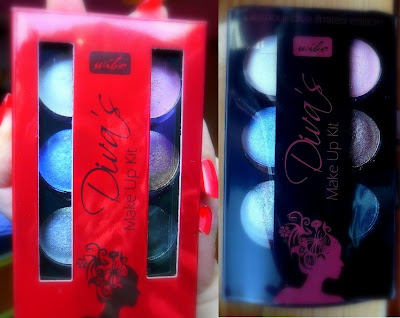 wibo
Diva's
Make Up Kit
wibo
Diva's
Make Up Kit